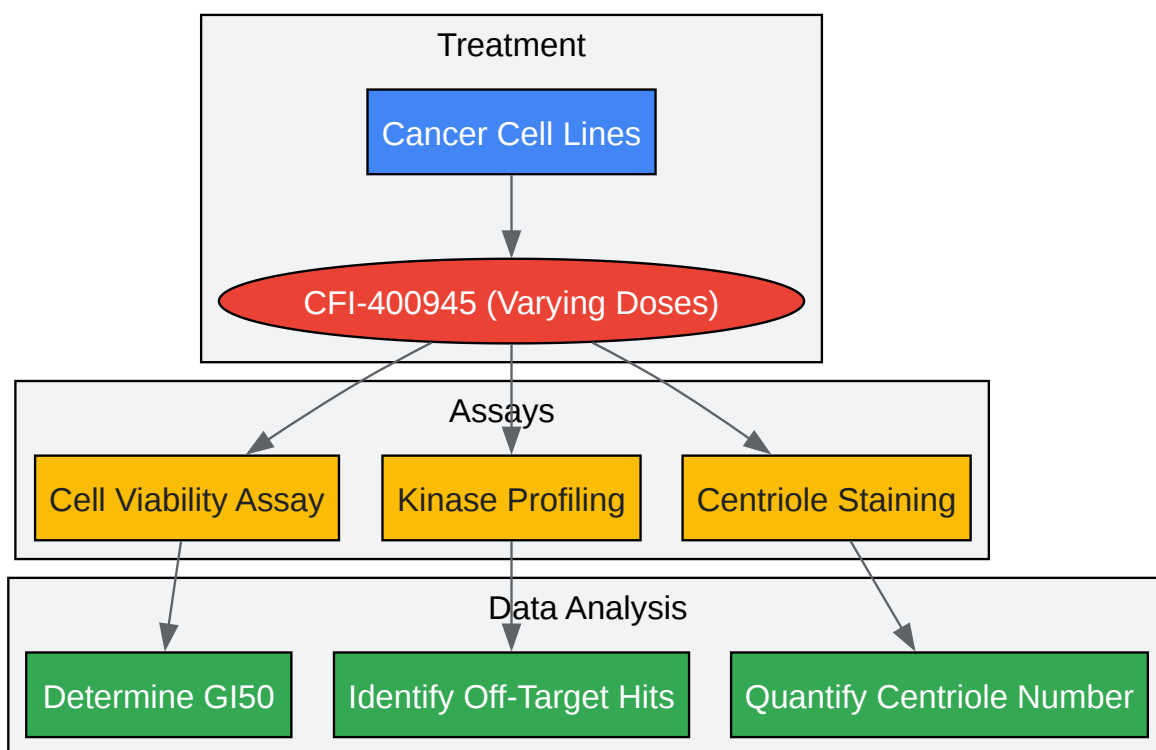 Treatment
Cancer Cell Lines
CFI-400945 (Varying Doses)
Assays
Cell Viability Assay
Kinase Profiling
Centriole Staining
Data Analysis
Determine GI50
Identify Off-Target Hits
Quantify Centriole Number